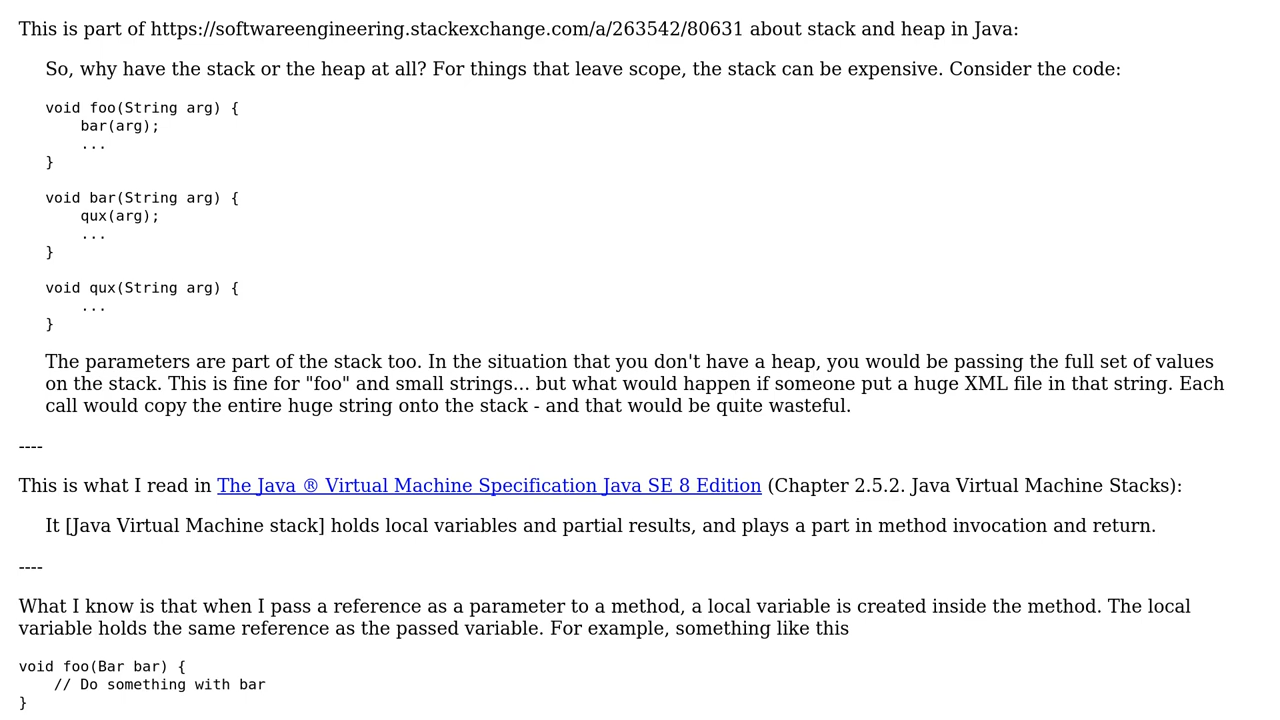 This is part of https://softwareengineering.stackexchange.com/a/263542/80631 about stack and heap in Java:
So, why have the stack or the heap at all? For things that leave scope, the stack can be expensive. Consider the code:
void foo(String arg) {
    bar(arg);
    ...
}
void bar(String arg) {
    qux(arg);
    ...
}
void qux(String arg) {
    ...
}
The parameters are part of the stack too. In the situation that you don't have a heap, you would be passing the full set of values
on the stack. This is fine for "foo" and small strings... but what would happen if someone put a huge XML file in that string. Each
call would copy the entire huge string onto the stack - and that would be quite wasteful.
----
This is what I read in The Java ® Virtual Machine Specification Java SE 8 Edition (Chapter 2.5.2. Java Virtual Machine Stacks):
It [Java Virtual Machine stack] holds local variables and partial results, and plays a part in method invocation and return.
----
What I know is that when I pass a reference as a parameter to a method, a local variable is created inside the method. The local
variable holds the same reference as the passed variable. For example, something like this
void foo(Bar bar) {
    // Do something with bar
}